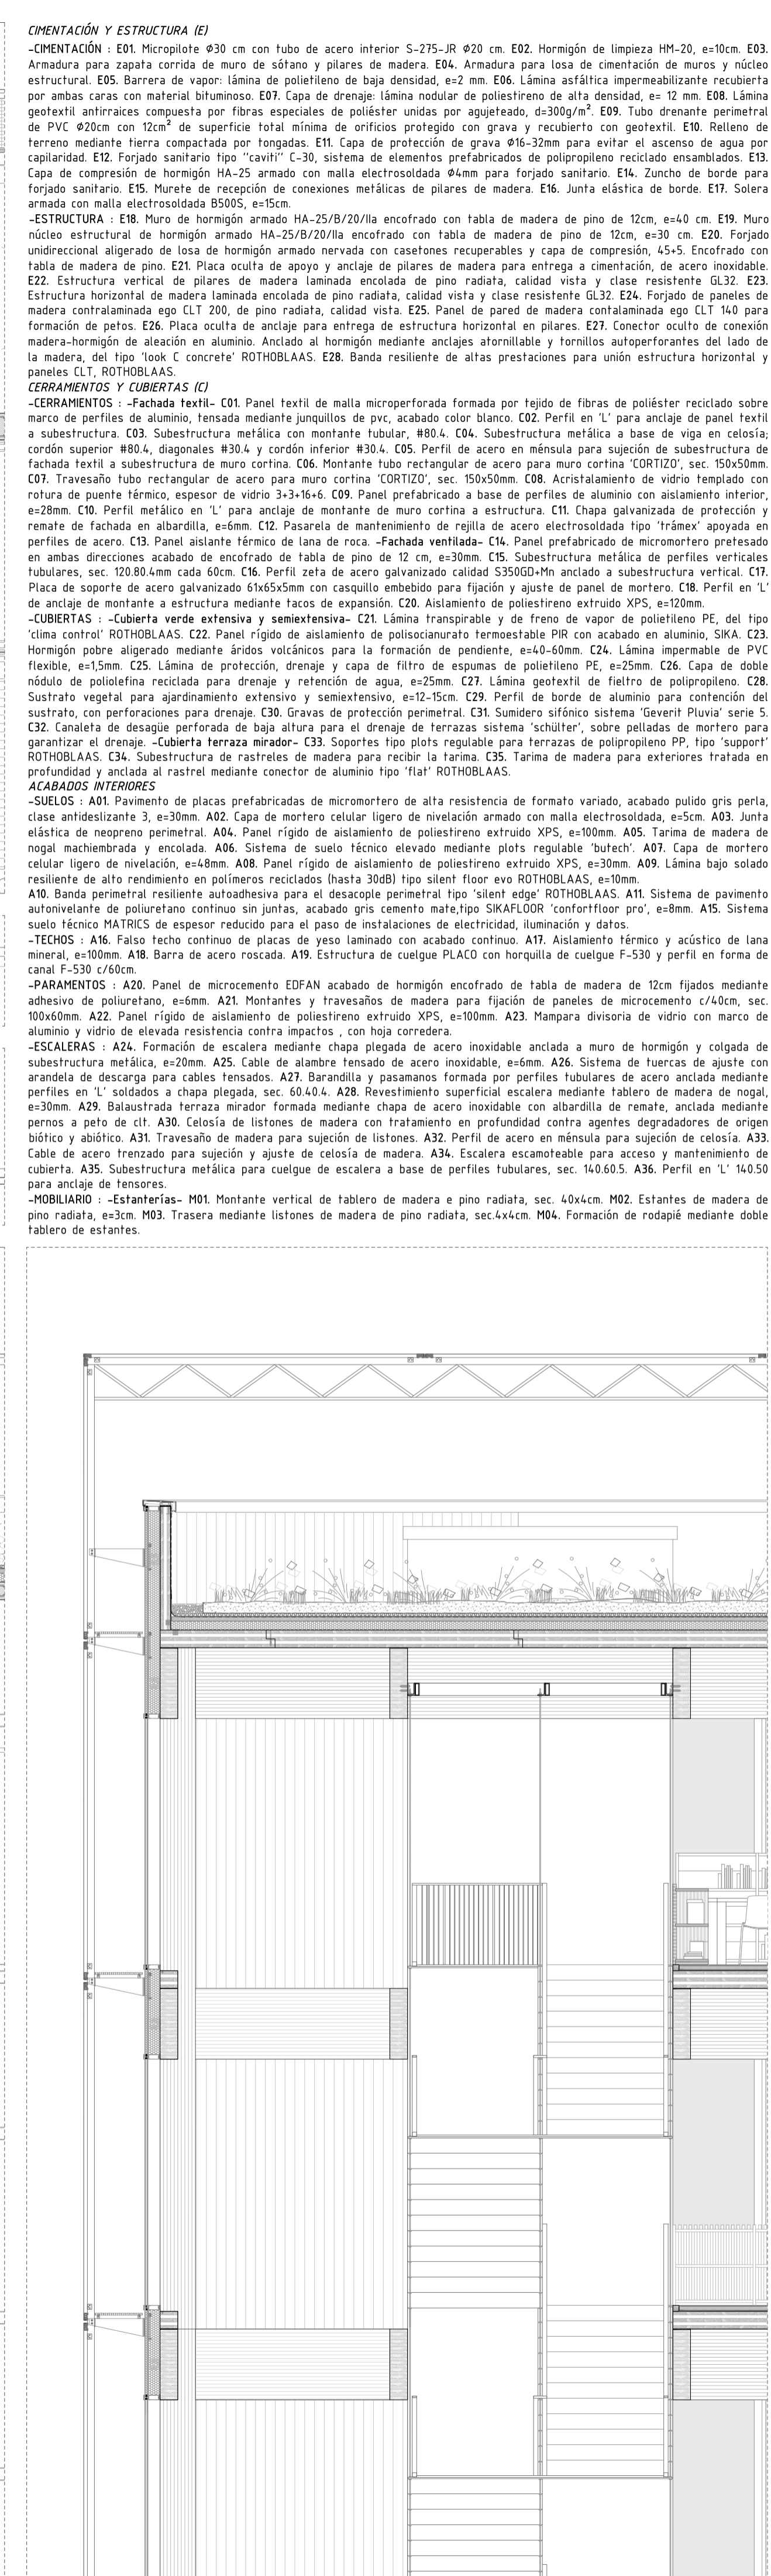 CIMENTACIÓN Y ESTRUCTURA (E)
-CIMENTACIÓN : E01. Micropilote Ø30 cm con tubo de acero interior S-275-JR Ø20 cm. E02. Hormigón de limpieza HM-20, e=10cm. E03.
Armadura para zapata corrida de muro de sótano y pilares de madera. E04. Armadura para losa de cimentación de muros y núcleo
estructural. E05. Barrera de vapor: lámina de polietileno de baja densidad, e=2 mm. E06. Lámina asfáltica impermeabilizante recubierta
por ambas caras con material bituminoso. E07. Capa de drenaje: lámina nodular de poliestireno de alta densidad, e= 12 mm. E08. Lámina
geotextil antirraices compuesta por fibras especiales de poliéster unidas por agujeteado, d=300g/m². E09. Tubo drenante perimetral
de PVC Ø20cm con 12cm² de superficie total mínima de orificios protegido con grava y recubierto con geotextil. E10. Relleno de
terreno mediante tierra compactada por tongadas. E11. Capa de protección de grava Ø16-32mm para evitar el ascenso de agua por
capilaridad. E12. Forjado sanitario tipo ''caviti'' C-30, sistema de elementos prefabricados de polipropileno reciclado ensamblados. E13.
Capa de compresión de hormigón HA-25 armado con malla electrosoldada Ø4mm para forjado sanitario. E14. Zuncho de borde para
forjado sanitario. E15. Murete de recepción de conexiones metálicas de pilares de madera. E16. Junta elástica de borde. E17. Solera
armada con malla electrosoldada B500S, e=15cm.
-ESTRUCTURA : E18. Muro de hormigón armado HA-25/B/20/IIa encofrado con tabla de madera de pino de 12cm, e=40 cm. E19. Muro
núcleo estructural de hormigón armado HA-25/B/20/IIa encofrado con tabla de madera de pino de 12cm, e=30 cm. E20. Forjado
unidireccional aligerado de losa de hormigón armado nervada con casetones recuperables y capa de compresión, 45+5. Encofrado con
tabla de madera de pino. E21. Placa oculta de apoyo y anclaje de pilares de madera para entrega a cimentación, de acero inoxidable.
E22. Estructura vertical de pilares de madera laminada encolada de pino radiata, calidad vista y clase resistente GL32. E23.
Estructura horizontal de madera laminada encolada de pino radiata, calidad vista y clase resistente GL32. E24. Forjado de paneles de
madera contralaminada ego CLT 200, de pino radiata, calidad vista. E25. Panel de pared de madera contalaminada ego CLT 140 para
formación de petos. E26. Placa oculta de anclaje para entrega de estructura horizontal en pilares. E27. Conector oculto de conexión
madera-hormigón de aleación en aluminio. Anclado al hormigón mediante anclajes atornillable y tornillos autoperforantes del lado de
la madera, del tipo 'look C concrete' ROTHOBLAAS. E28. Banda resiliente de altas prestaciones para unión estructura horizontal y
paneles CLT, ROTHOBLAAS.
CERRAMIENTOS Y CUBIERTAS (C)
-CERRAMIENTOS : -Fachada textil- C01. Panel textil de malla microperforada formada por tejido de fibras de poliéster reciclado sobre
marco de perfiles de aluminio, tensada mediante junquillos de pvc, acabado color blanco. C02. Perfil en 'L' para anclaje de panel textil
a subestructura. C03. Subestructura metálica con montante tubular, #80.4. C04. Subestructura metálica a base de viga en celosía;
cordón superior #80.4, diagonales #30.4 y cordón inferior #30.4. C05. Perfil de acero en ménsula para sujeción de subestructura de
fachada textil a subestructura de muro cortina. C06. Montante tubo rectangular de acero para muro cortina 'CORTIZO', sec. 150x50mm.
C07. Travesaño tubo rectangular de acero para muro cortina 'CORTIZO', sec. 150x50mm. C08. Acristalamiento de vidrio templado con
rotura de puente térmico, espesor de vidrio 3+3+16+6. C09. Panel prefabricado a base de perfiles de aluminio con aislamiento interior,
e=28mm. C10. Perfil metálico en 'L' para anclaje de montante de muro cortina a estructura. C11. Chapa galvanizada de protección y
remate de fachada en albardilla, e=6mm. C12. Pasarela de mantenimiento de rejilla de acero electrosoldada tipo 'trámex' apoyada en
perfiles de acero. C13. Panel aislante térmico de lana de roca. -Fachada ventilada- C14. Panel prefabricado de micromortero pretesado
en ambas direcciones acabado de encofrado de tabla de pino de 12 cm, e=30mm. C15. Subestructura metálica de perfiles verticales
tubulares, sec. 120.80.4mm cada 60cm. C16. Perfil zeta de acero galvanizado calidad S350GD+Mn anclado a subestructura vertical. C17.
Placa de soporte de acero galvanizado 61x65x5mm con casquillo embebido para fijación y ajuste de panel de mortero. C18. Perfil en 'L'
de anclaje de montante a estructura mediante tacos de expansión. C20. Aislamiento de poliestireno extruido XPS, e=120mm.
-CUBIERTAS : -Cubierta verde extensiva y semiextensiva- C21. Lámina transpirable y de freno de vapor de polietileno PE, del tipo
'clima control' ROTHOBLAAS. C22. Panel rígido de aislamiento de polisocianurato termoestable PIR con acabado en aluminio, SIKA. C23.
Hormigón pobre aligerado mediante áridos volcánicos para la formación de pendiente, e=40-60mm. C24. Lámina impermable de PVC
flexible, e=1,5mm. C25. Lámina de protección, drenaje y capa de filtro de espumas de polietileno PE, e=25mm. C26. Capa de doble
nódulo de poliolefina reciclada para drenaje y retención de agua, e=25mm. C27. Lámina geotextil de fieltro de polipropileno. C28.
Sustrato vegetal para ajardinamiento extensivo y semiextensivo, e=12-15cm. C29. Perfil de borde de aluminio para contención del
sustrato, con perforaciones para drenaje. C30. Gravas de protección perimetral. C31. Sumidero sifónico sistema 'Geverit Pluvia' serie 5.
C32. Canaleta de desagüe perforada de baja altura para el drenaje de terrazas sistema 'schülter', sobre pelladas de mortero para
garantizar el drenaje. -Cubierta terraza mirador- C33. Soportes tipo plots regulable para terrazas de polipropileno PP, tipo 'support'
ROTHOBLAAS. C34. Subestructura de rastreles de madera para recibir la tarima. C35. Tarima de madera para exteriores tratada en
profundidad y anclada al rastrel mediante conector de aluminio tipo 'flat' ROTHOBLAAS.
ACABADOS INTERIORES
-SUELOS : A01. Pavimento de placas prefabricadas de micromortero de alta resistencia de formato variado, acabado pulido gris perla,
clase antideslizante 3, e=30mm. A02. Capa de mortero celular ligero de nivelación armado con malla electrosoldada, e=5cm. A03. Junta
elástica de neopreno perimetral. A04. Panel rígido de aislamiento de poliestireno extruido XPS, e=100mm. A05. Tarima de madera de
nogal machiembrada y encolada. A06. Sistema de suelo técnico elevado mediante plots regulable 'butech'. A07. Capa de mortero
celular ligero de nivelación, e=48mm. A08. Panel rígido de aislamiento de poliestireno extruido XPS, e=30mm. A09. Lámina bajo solado
resiliente de alto rendimiento en polímeros reciclados (hasta 30dB) tipo silent floor evo ROTHOBLAAS, e=10mm.
A10. Banda perimetral resiliente autoadhesiva para el desacople perimetral tipo 'silent edge' ROTHOBLAAS. A11. Sistema de pavimento
autonivelante de poliuretano continuo sin juntas, acabado gris cemento mate,tipo SIKAFLOOR 'confortfloor pro', e=8mm. A15. Sistema
suelo técnico MATRICS de espesor reducido para el paso de instalaciones de electricidad, iluminación y datos.
-TECHOS : A16. Falso techo continuo de placas de yeso laminado con acabado continuo. A17. Aislamiento térmico y acústico de lana
mineral, e=100mm. A18. Barra de acero roscada. A19. Estructura de cuelgue PLACO con horquilla de cuelgue F-530 y perfil en forma de
canal F-530 c/60cm.
-PARAMENTOS : A20. Panel de microcemento EDFAN acabado de hormigón encofrado de tabla de madera de 12cm fijados mediante
adhesivo de poliuretano, e=6mm. A21. Montantes y travesaños de madera para fijación de paneles de microcemento c/40cm, sec.
100x60mm. A22. Panel rígido de aislamiento de poliestireno extruido XPS, e=100mm. A23. Mampara divisoria de vidrio con marco de
aluminio y vidrio de elevada resistencia contra impactos , con hoja corredera.
-ESCALERAS : A24. Formación de escalera mediante chapa plegada de acero inoxidable anclada a muro de hormigón y colgada de
subestructura metálica, e=20mm. A25. Cable de alambre tensado de acero inoxidable, e=6mm. A26. Sistema de tuercas de ajuste con
arandela de descarga para cables tensados. A27. Barandilla y pasamanos formada por perfiles tubulares de acero anclada mediante
perfiles en 'L' soldados a chapa plegada, sec. 60.40.4. A28. Revestimiento superficial escalera mediante tablero de madera de nogal,
e=30mm. A29. Balaustrada terraza mirador formada mediante chapa de acero inoxidable con albardilla de remate, anclada mediante
pernos a peto de clt. A30. Celosía de listones de madera con tratamiento en profundidad contra agentes degradadores de origen
biótico y abiótico. A31. Travesaño de madera para sujeción de listones. A32. Perfil de acero en ménsula para sujeción de celosía. A33.
Cable de acero trenzado para sujeción y ajuste de celosía de madera. A34. Escalera escamoteable para acceso y mantenimiento de
cubierta. A35. Subestructura metálica para cuelgue de escalera a base de perfiles tubulares, sec. 140.60.5. A36. Perfil en 'L' 140.50
para anclaje de tensores.
-MOBILIARIO : -Estanterías- M01. Montante vertical de tablero de madera e pino radiata, sec. 40x4cm. M02. Estantes de madera de
pino radiata, e=3cm. M03. Trasera mediante listones de madera de pino radiata, sec.4x4cm. M04. Formación de rodapié mediante doble
tablero de estantes.